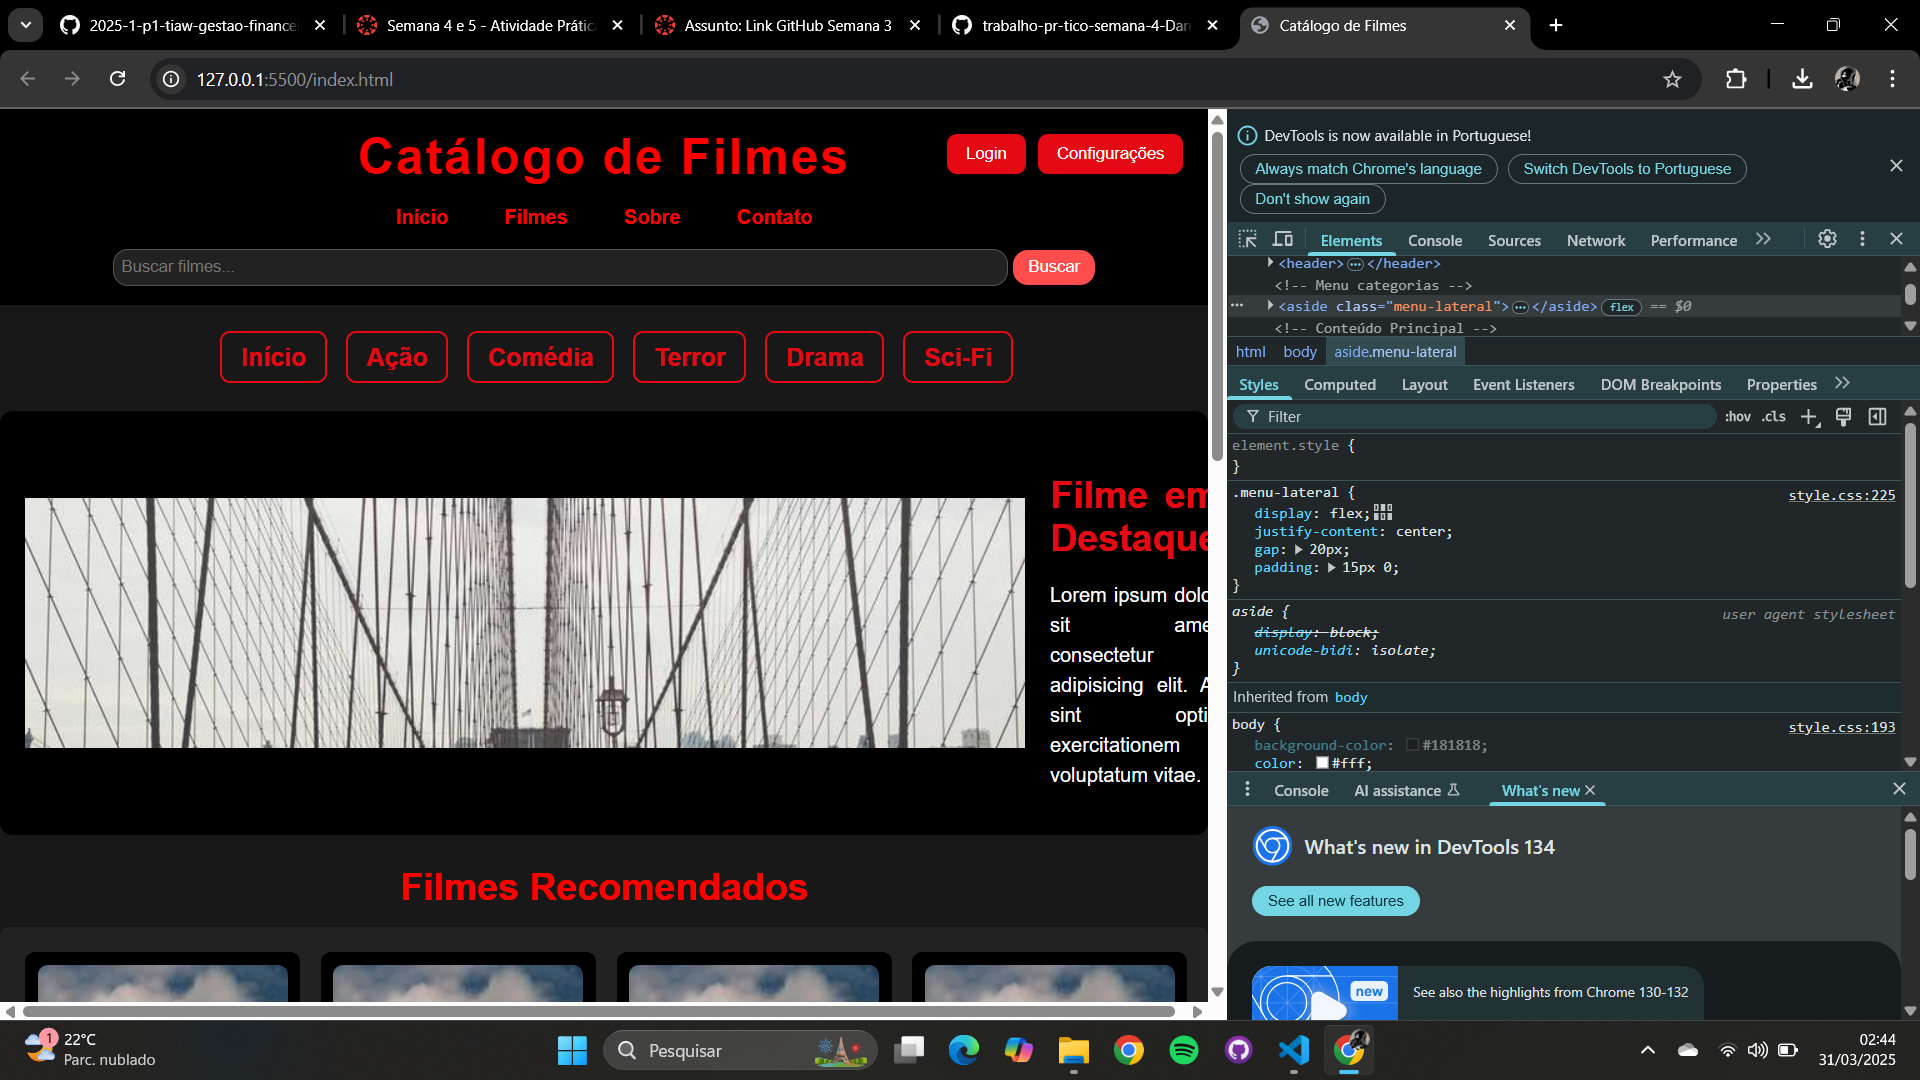 2025-1-p1-tiaw-gestao-finance
Semana 4 e 5 - Atividade Prátic
Assunto: Link GitHub Semana 3
trabalho-pr-tico-semana-4-Dan
Catálogo de Filmes
127.0.0.1:5500/index.html
Catálogo de Filmes
Login
Configurações
Início
Filmes
Sobre
Contato
Buscar filmes...
Buscar
Início
Ação
Comédia
Terror
Drama
Sci-Fi
Filme em
Destaque
Lorem ipsum dolo
sit ame
consectetur
adipisicing elit. A
sint opti
exercitationem
voluptatum vitae.
Filmes Recomendados
DevTools is now available in Portuguese!
Always match Chrome's language
Switch DevTools to Portuguese
Don't show again
Elements
Console
Sources
Network
Performance
<header>…</header>
<!-- Menu categorias -->
<aside class="menu-lateral">…</aside> flex == $0
<!-- Conteúdo Principal -->
html
body
aside.menu-lateral
Styles
Computed
Layout
Event Listeners
DOM Breakpoints
Properties
Filter
:hov
.cls
element.style {
}
.menu-lateral {
style.css:225
display: flex;
justify-content: center;
gap: 20px;
padding: 15px 0;
}
aside {
user agent stylesheet
display: block;
unicode-bidi: isolate;
}
Inherited from body
body {
style.css:193
background-color: #181818;
color: #fff;
Console
AI assistance
What's new
What's new in DevTools 134
See all new features
new
See also the highlights from Chrome 130-132
1
22°C
Parc. nublado
Pesquisar
02:44
31/03/2025